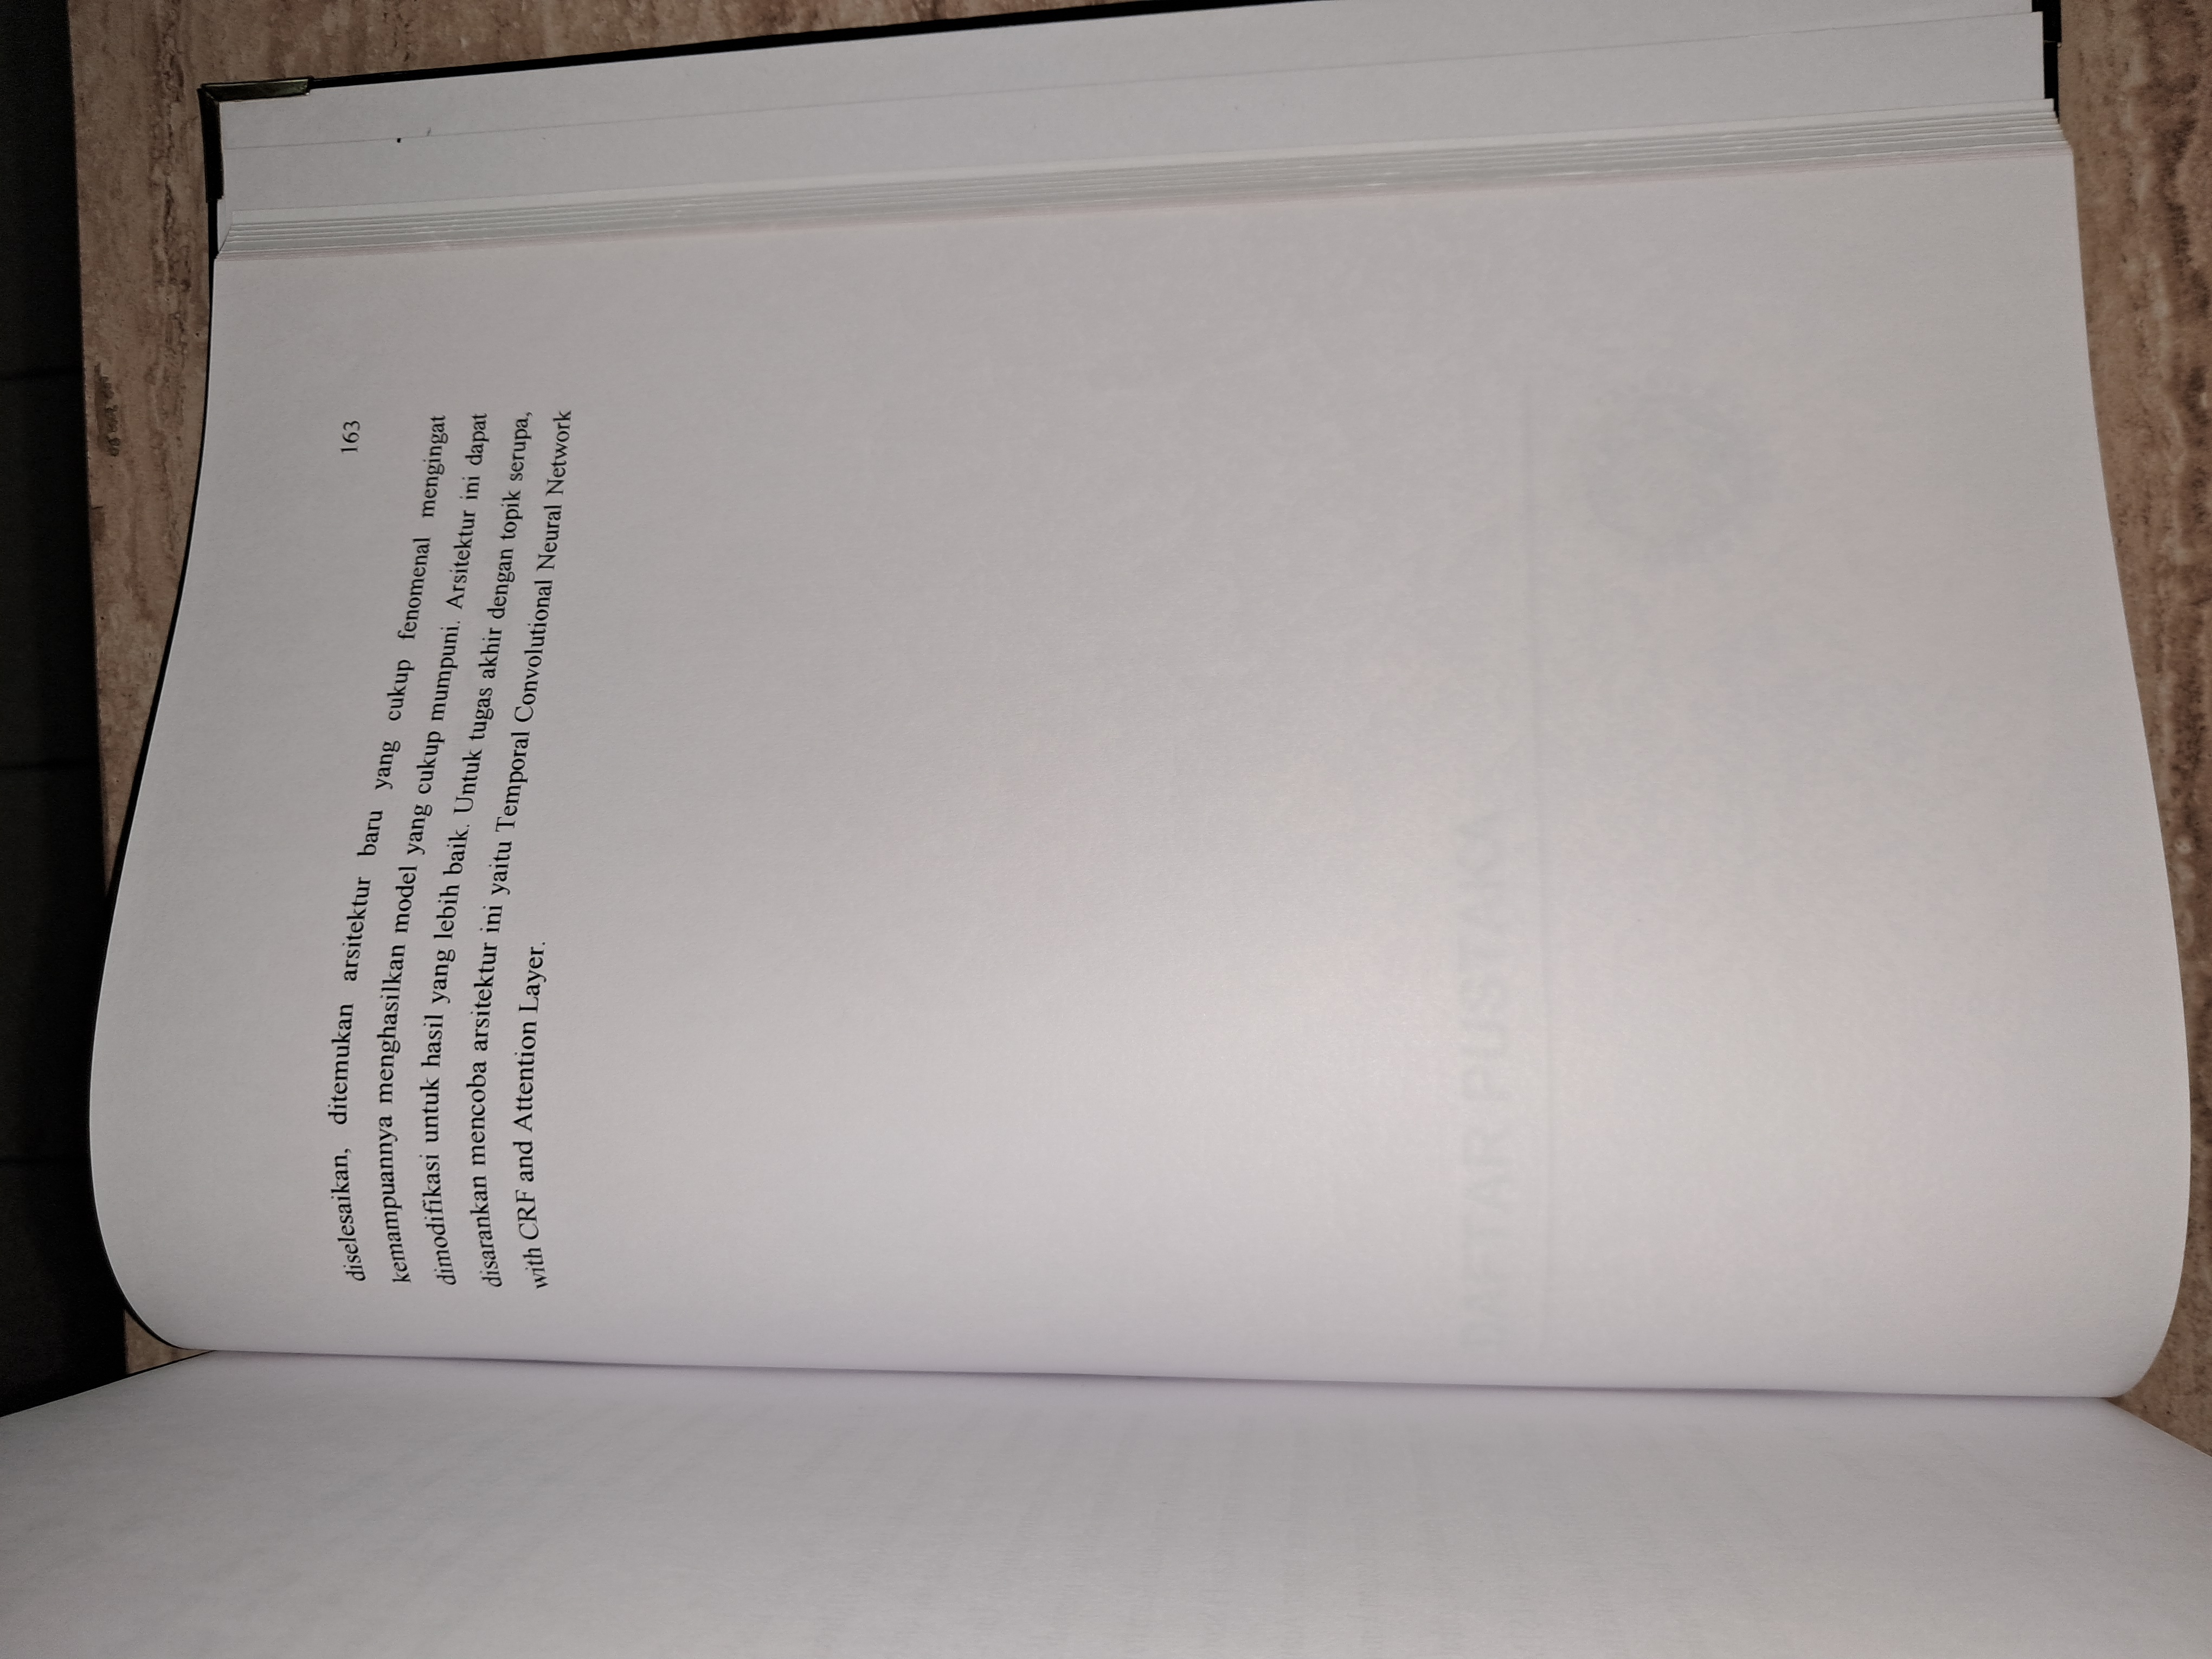 163
diselesaikan, ditemukan arsitektur baru yang cukup fenomenal mengingat
kemampuannya menghasilkan model yang cukup mumpuni. Arsitektur ini dapat
dimodifikasi untuk hasil yang lebih baik. Untuk tugas akhir dengan topik serupa,
disarankan mencoba arsitektur ini yaitu Temporal Convolutional Neural Network
with CRF and Attention Layer.
DAFTAR PUSTAKA